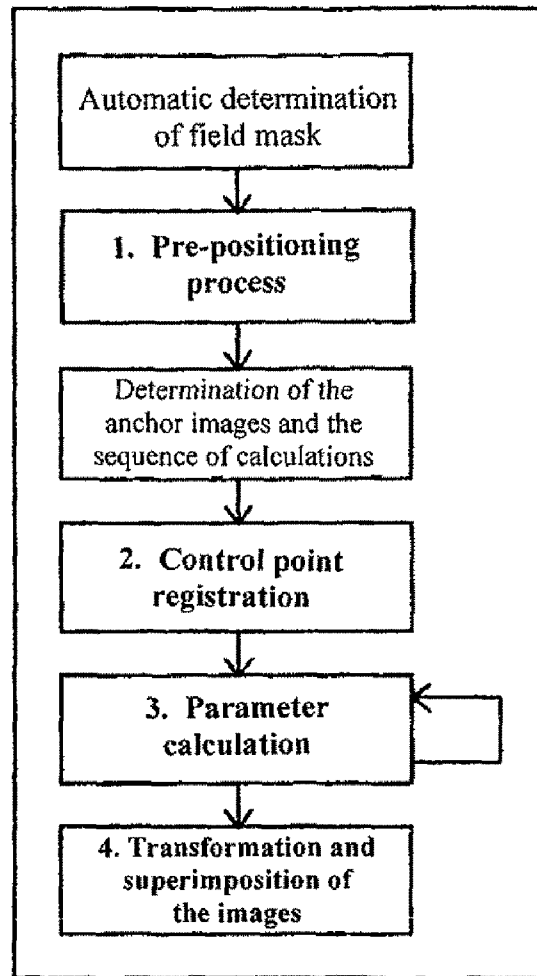 Automatic determination
of field mask
1. Pre-positioning
process
Determination of the
anchor images and the
sequence of calculations
2. Control point
registration
3. Parameter
calculation
4. Transformation and
superimposition of
the images